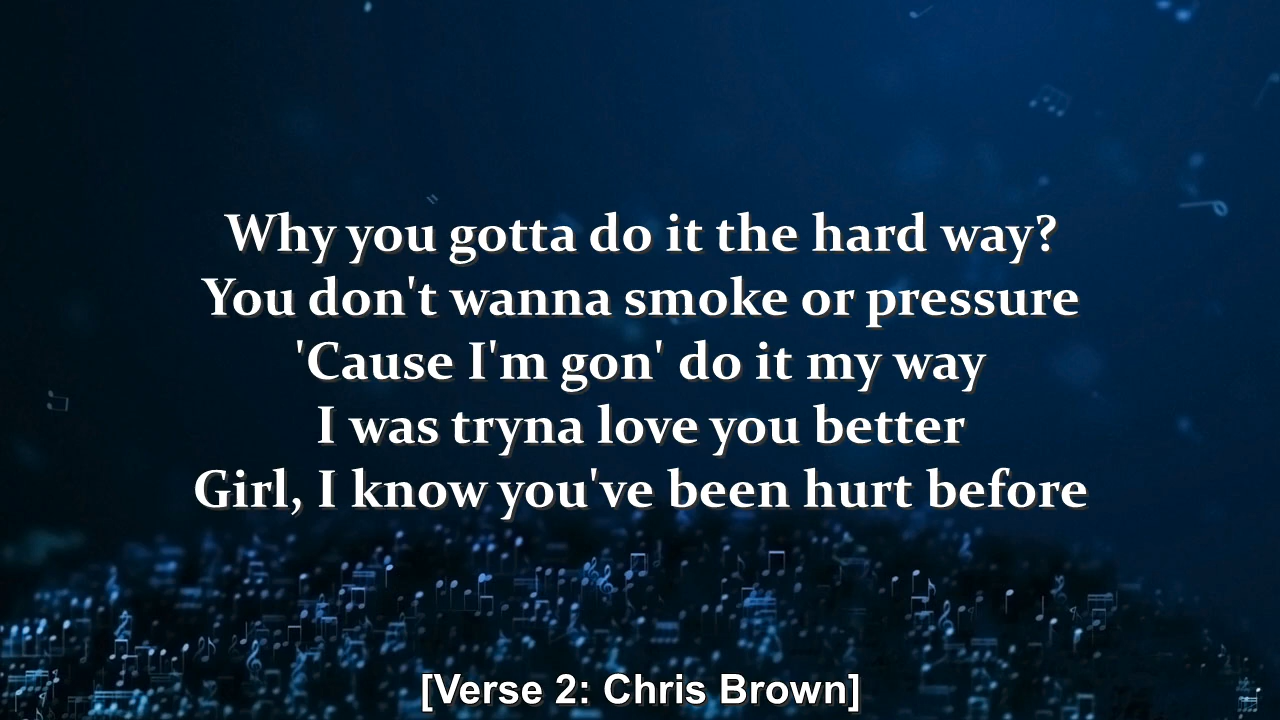 Why you gotta do it the hard way?
You don't wanna smoke or pressure
'Cause I'm gon' do it my way
I was tryna love you better
Girl, I know you've been hurt before
[Verse 2: Chris Brown]